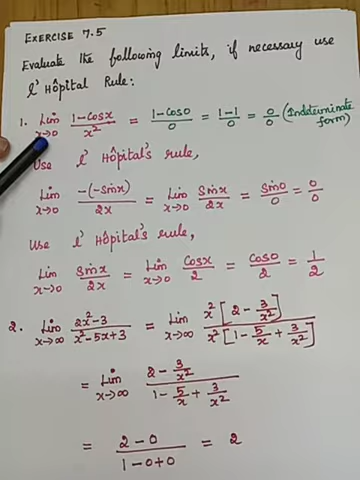 EXERCISE 7.5
Evaluate the following limits, if necessary use
l' Hôpital Rule:
1. Lim x→0 (1-cosx)/x² = (1-cos0)/0 = (1-1)/0 = 0/0 (Indeterminate form)
Use l' Hôpital's rule,
Lim x→0 -(-sinx)/2x = Lim x→0 sinx/2x = sin0/0 = 0/0
Use l' Hôpital's rule,
Lim x→0 sinx/2x = Lim x→0 cosx/2 = cos0/2 = 1/2
2. Lim x→∞ (2x²-3)/(x²-5x+3) = Lim x→∞ x²[2 - 3/x²]/x²[1 - 5/x + 3/x²]
= Lim x→∞ (2 - 3/x²)/(1 - 5/x + 3/x²)
= (2-0)/(1-0+0) = 2